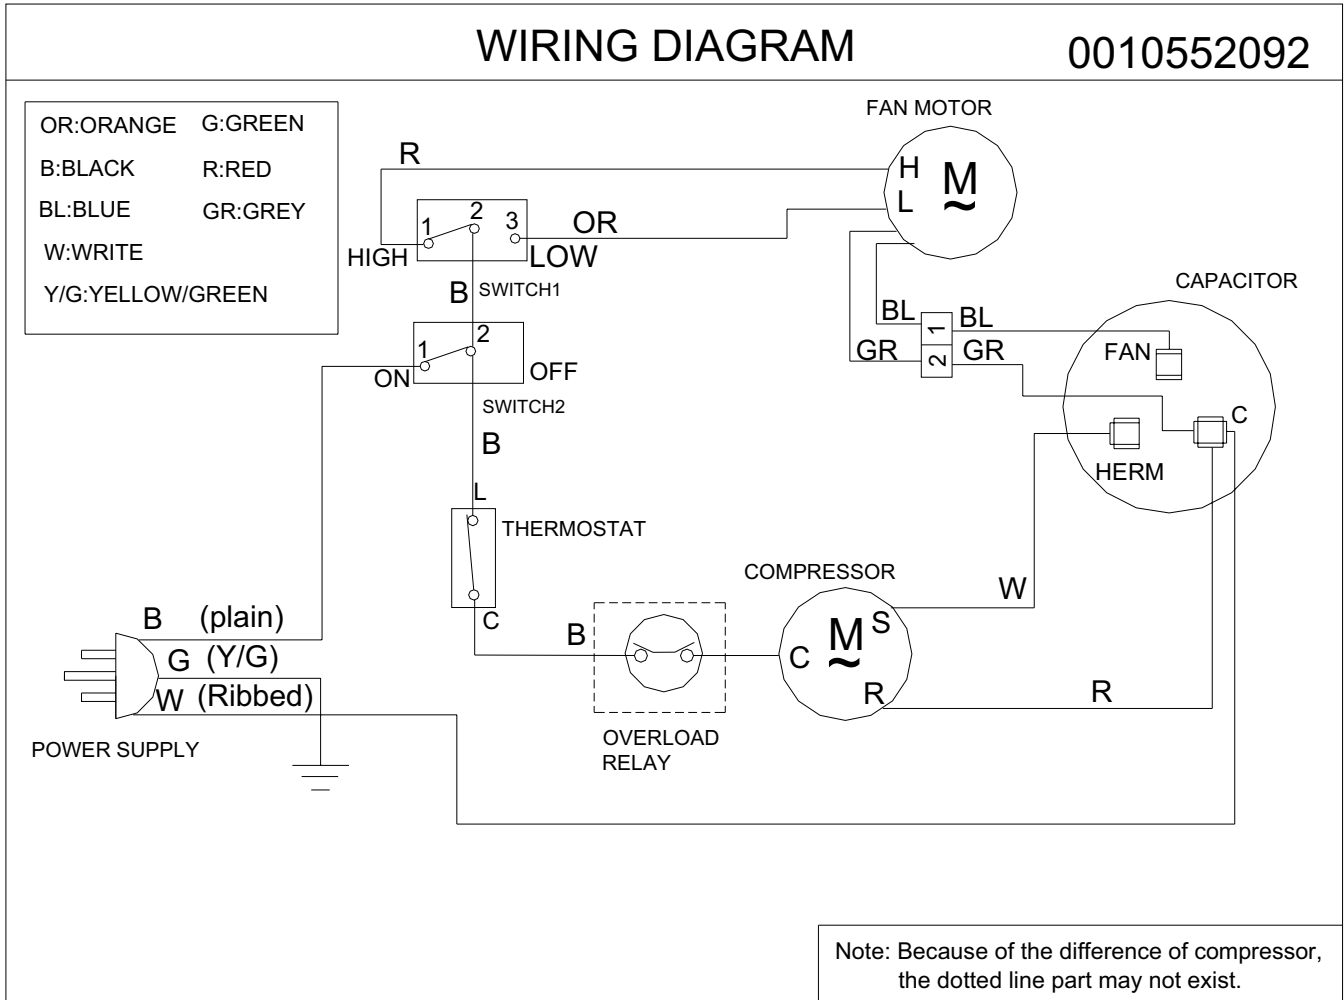 WIRING DIAGRAM
0010552092
OR:ORANGE G:GREEN
B:BLACK R:RED
BL:BLUE GR:GREY
W:WRITE
Y/G:YELLOW/GREEN
FAN MOTOR
H
M
~
L
R
1
2
3
HIGH
OR
LOW
SWITCH1
B
1
2
ON
OFF
SWITCH2
B
BL
1
BL
GR
2
GR
CAPACITOR
FAN
C
HERM
L
THERMOSTAT
C
B
OVERLOAD
RELAY
COMPRESSOR
M
~
S
C
R
W
R
B (plain)
G (Y/G)
W (Ribbed)
POWER SUPPLY
Note: Because of the difference of compressor,
the dotted line part may not exist.